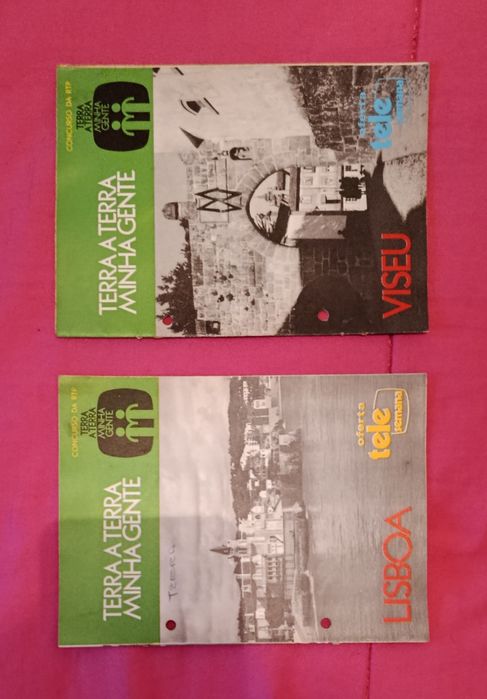 CONCURSO DA RTP
TERRA A TERRA
MINHA GENTE
TERRA
A TERRA
MINHA
GENTE
oferta
tele
semana
VISEU
CONCURSO DA RTP
TERRA A TERRA
MINHA GENTE
TERRA
A TERRA
MINHA
GENTE
oferta
tele
semana
LISBOA